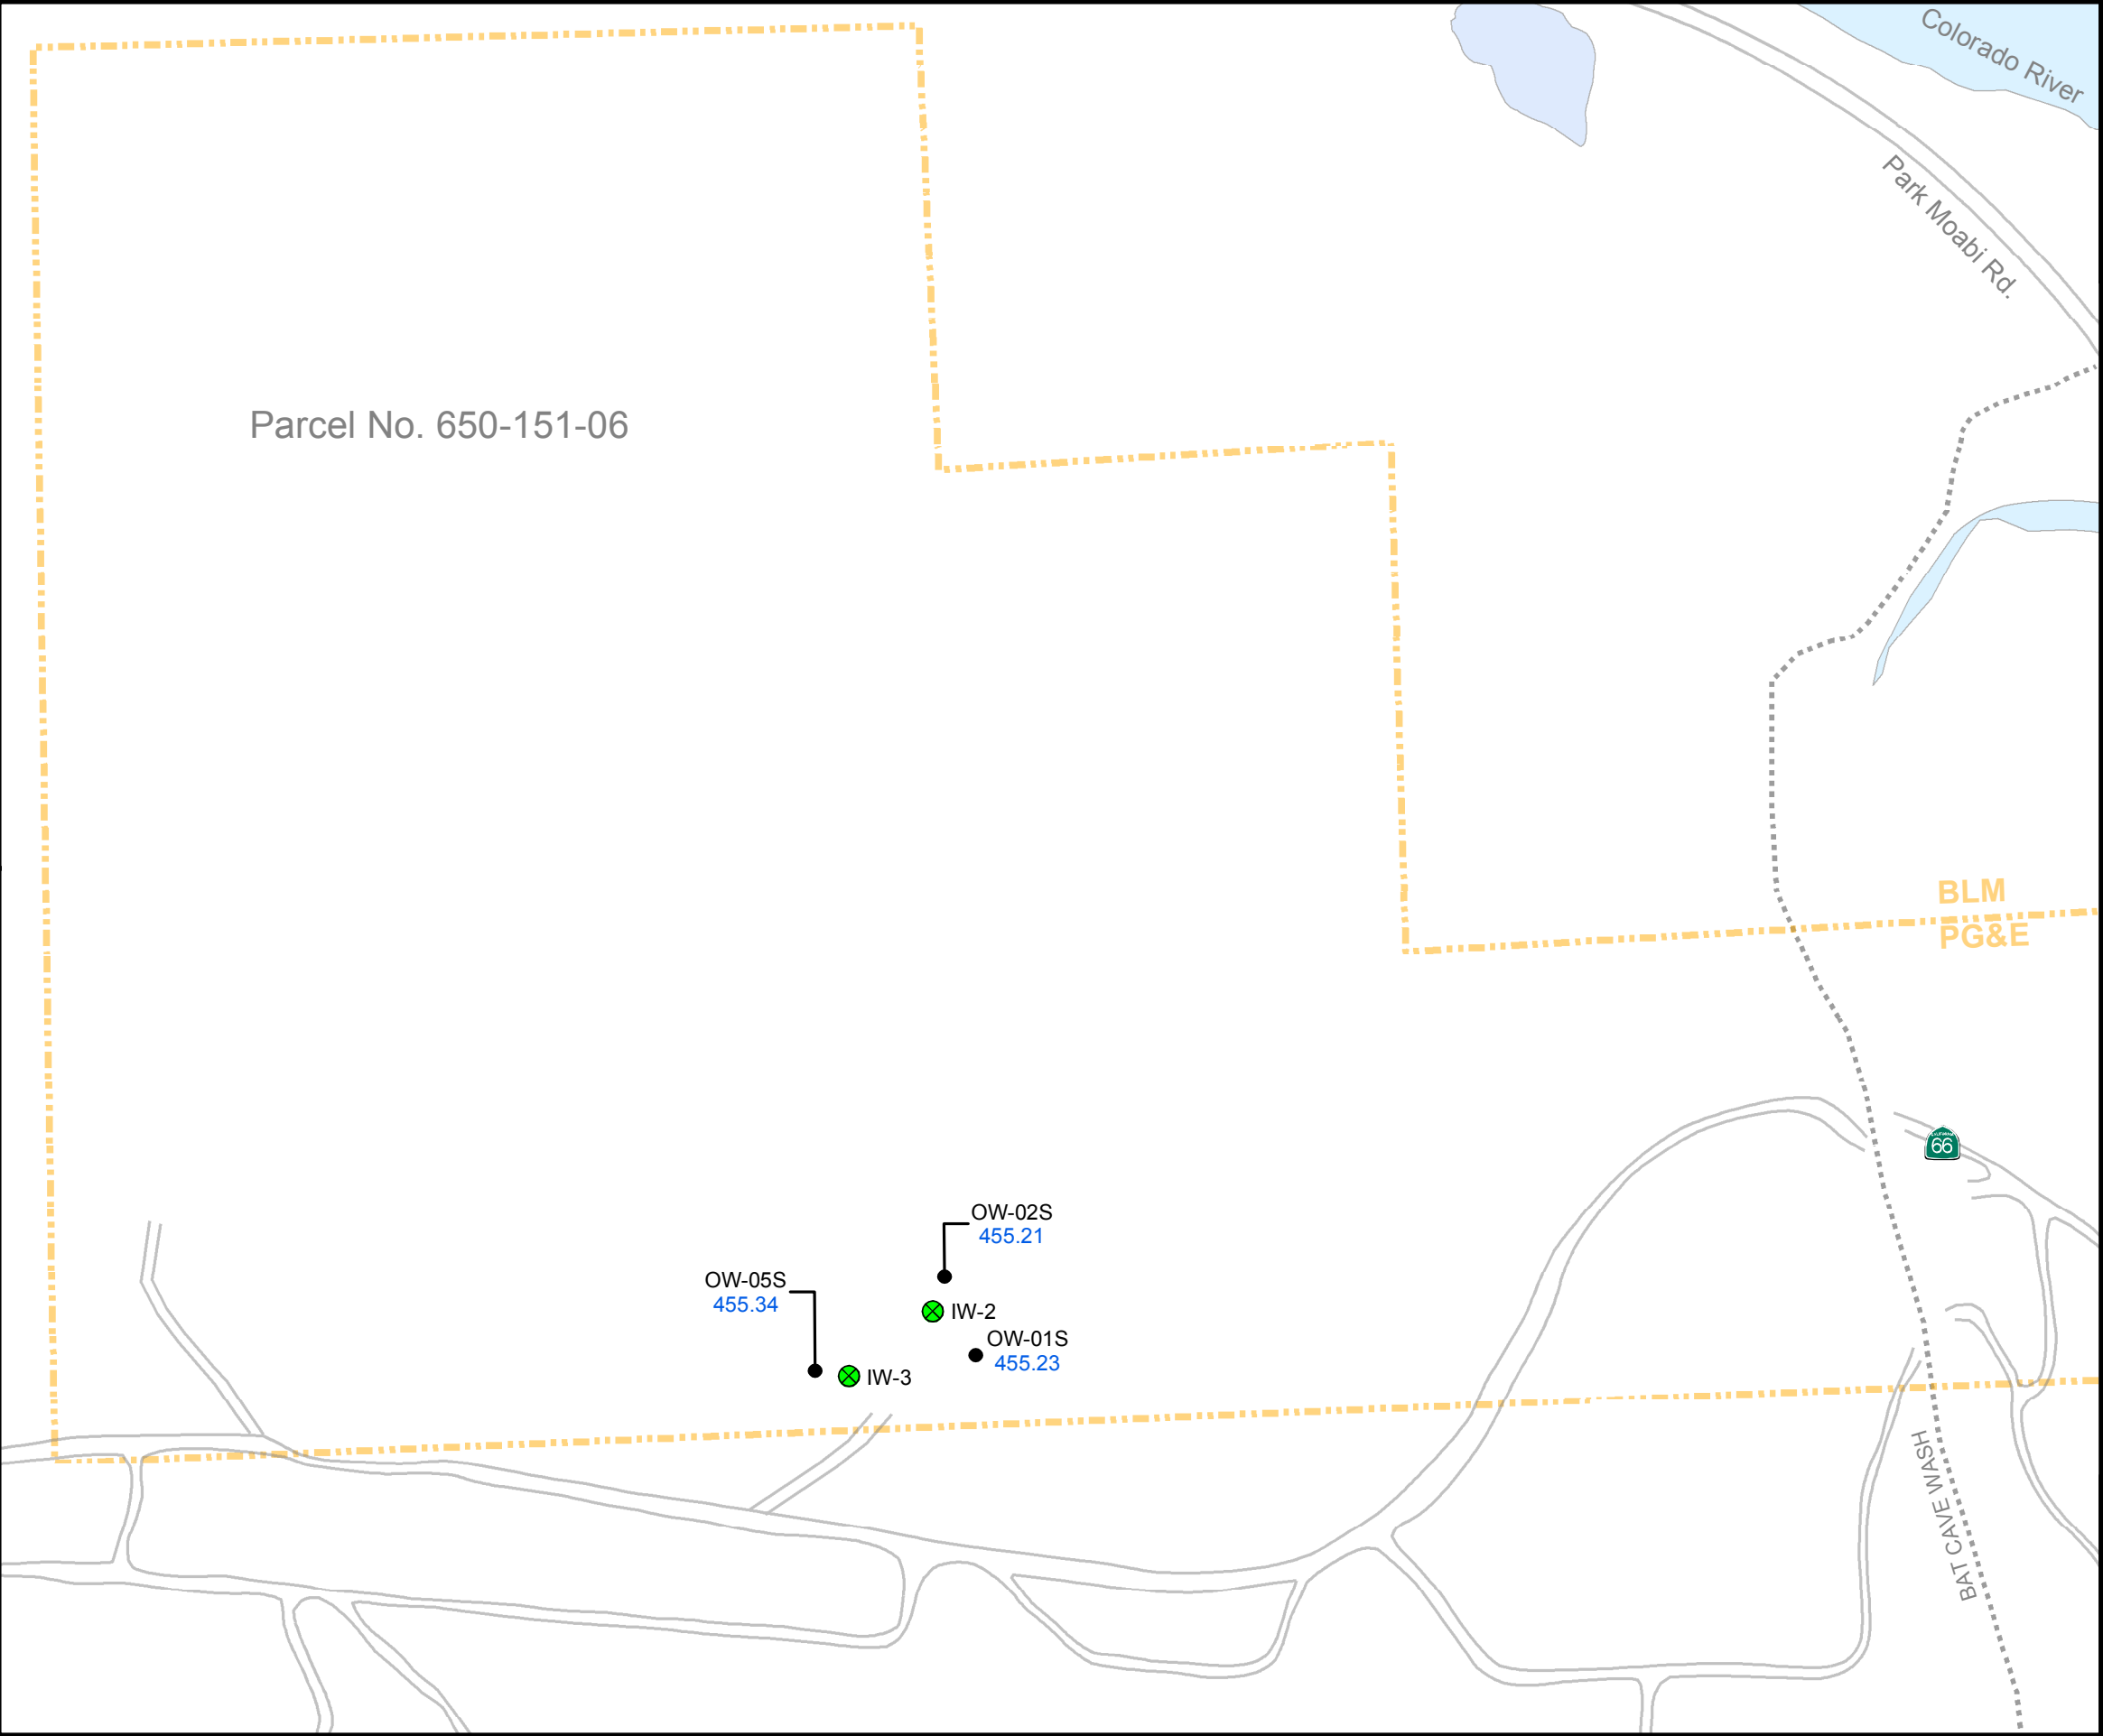 Colorado River
Park Moabi Rd.
Parcel No. 650-151-06
BLM
PG&E
66
OW-02S
455.21
OW-05S
455.34
IW-2
OW-01S
455.23
IW-3
BAT CAVE WASH